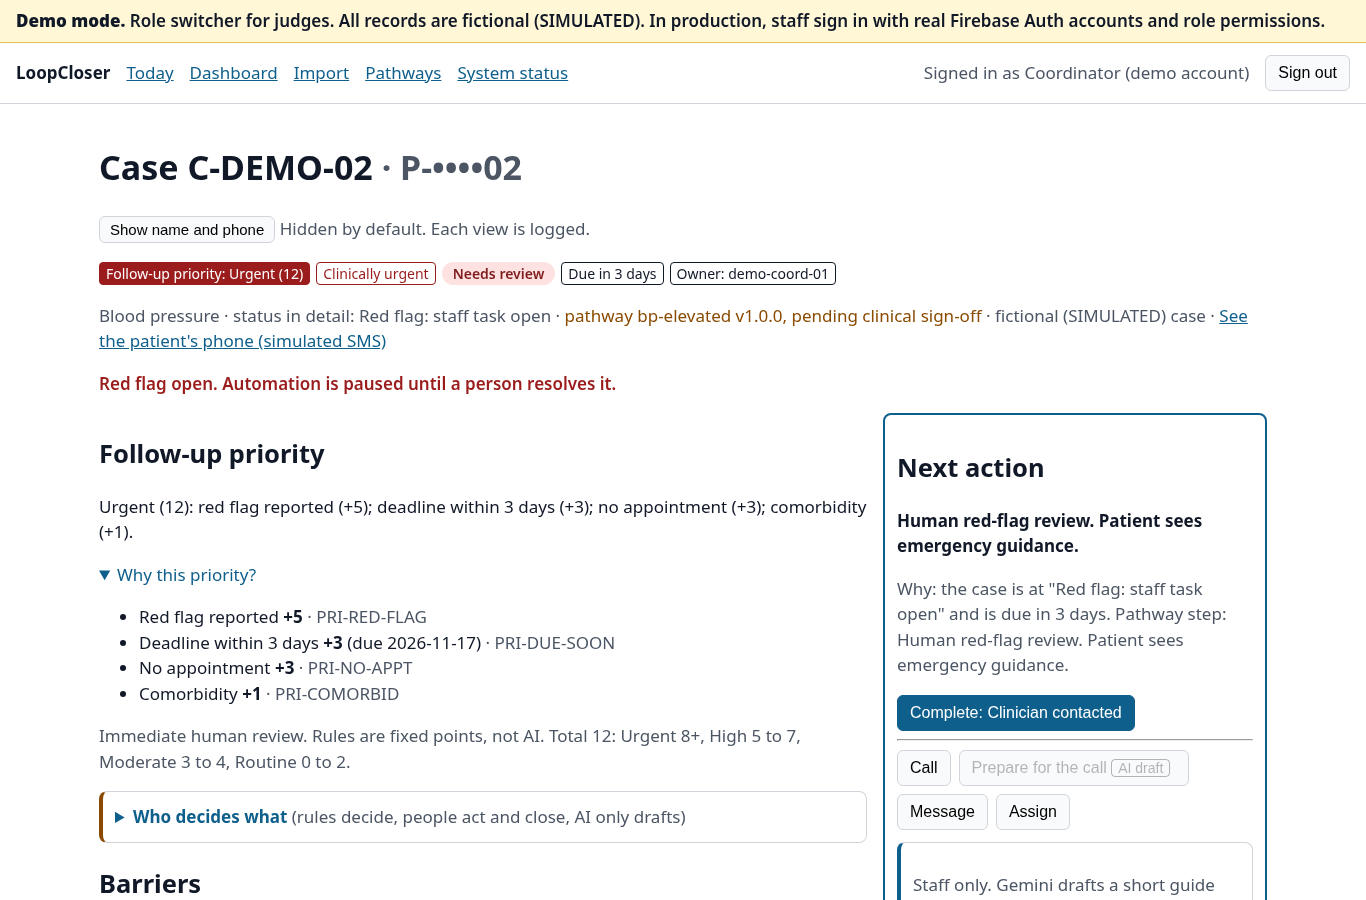 Demo mode. Role switcher for judges. All records are fictional (SIMULATED). In production, staff sign in with real Firebase Auth accounts and role permissions.
LoopCloser Today Dashboard Import Pathways System status Signed in as Coordinator (demo account) Sign out
Case C-DEMO-02 · P-••••02
Show name and phone Hidden by default. Each view is logged.
Follow-up priority: Urgent (12) Clinically urgent Needs review Due in 3 days Owner: demo-coord-01
Blood pressure · status in detail: Red flag: staff task open · pathway bp-elevated v1.0.0, pending clinical sign-off · fictional (SIMULATED) case · See
the patient's phone (simulated SMS)
Red flag open. Automation is paused until a person resolves it.
Follow-up priority
Urgent (12): red flag reported (+5); deadline within 3 days (+3); no appointment (+3); comorbidity
(+1).
▼ Why this priority?
• Red flag reported +5 · PRI-RED-FLAG
• Deadline within 3 days +3 (due 2026-11-17) · PRI-DUE-SOON
• No appointment +3 · PRI-NO-APPT
• Comorbidity +1 · PRI-COMORBID
Immediate human review. Rules are fixed points, not AI. Total 12: Urgent 8+, High 5 to 7,
Moderate 3 to 4, Routine 0 to 2.
▶ Who decides what (rules decide, people act and close, AI only drafts)
Barriers
Next action
Human red-flag review. Patient sees
emergency guidance.
Why: the case is at "Red flag: staff task
open" and is due in 3 days. Pathway step:
Human red-flag review. Patient sees
emergency guidance.
Complete: Clinician contacted
Call Prepare for the call AI draft
Message Assign
Staff only. Gemini drafts a short guide